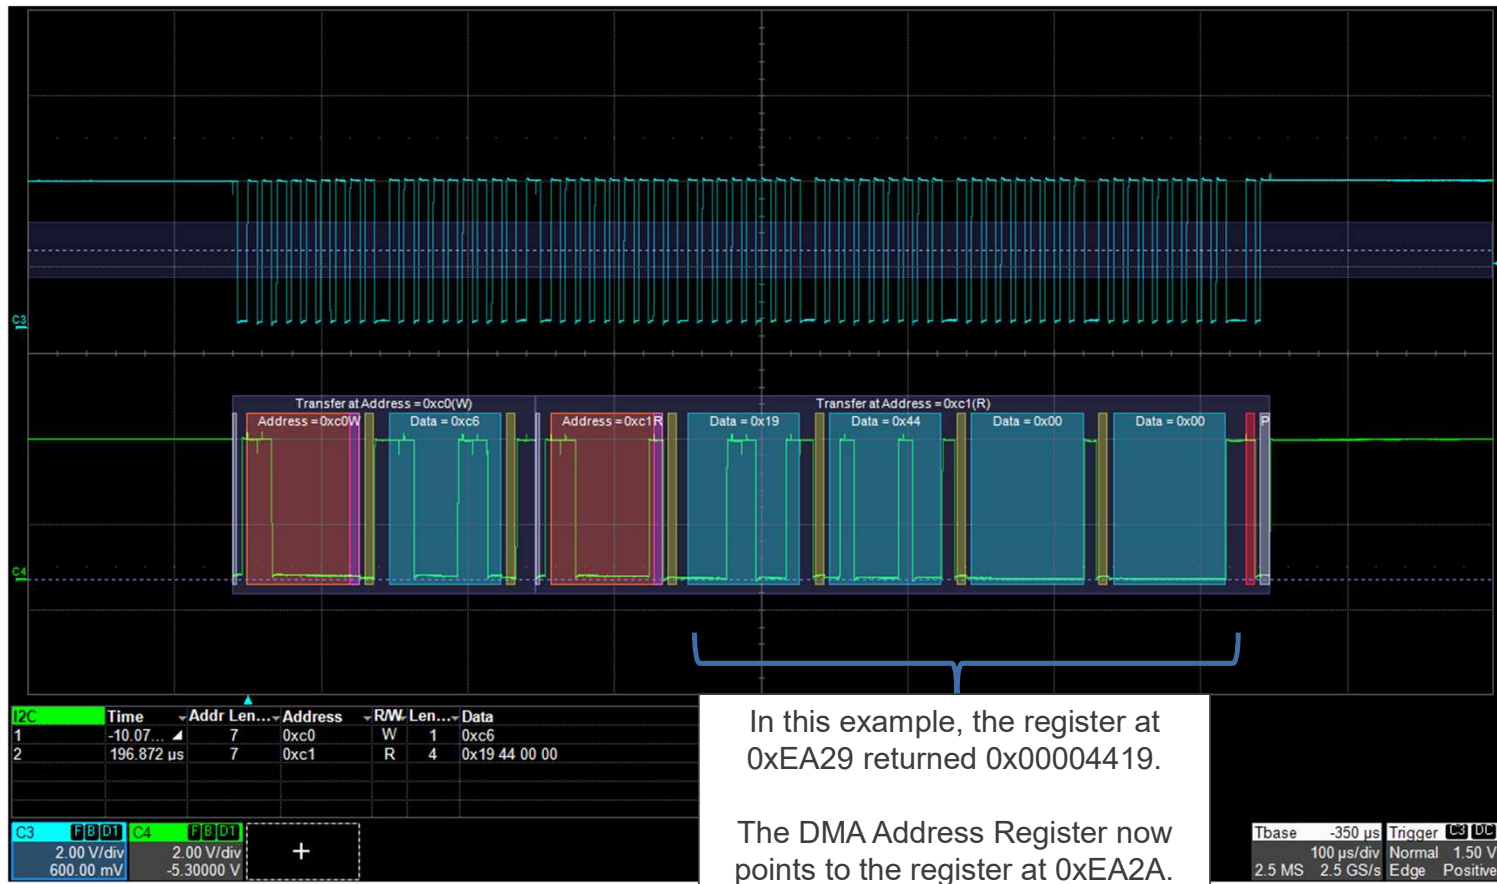 C3
Transfer at Address = 0xc0(W)
Transfer at Address = 0xc1(R)
Address = 0xc0 W
Data = 0xc6
Address = 0xc1 R
Data = 0x19
Data = 0x44
Data = 0x00
Data = 0x00
P
C4
I2C Time Addr Len... Address R/W Len... Data
1 -10.07... 7 0xc0 W 1 0xc6
2 196.872 µs 7 0xc1 R 4 0x19 44 00 00
In this example, the register at
0xEA29 returned 0x00004419.
The DMA Address Register now
points to the register at 0xEA2A.
C3 F B D1 C4 F B D1
2.00 V/div 2.00 V/div
600.00 mV -5.30000 V
+
Tbase -350 µs Trigger C3 DC
100 µs/div Normal 1.50 V
2.5 MS 2.5 GS/s Edge Positive